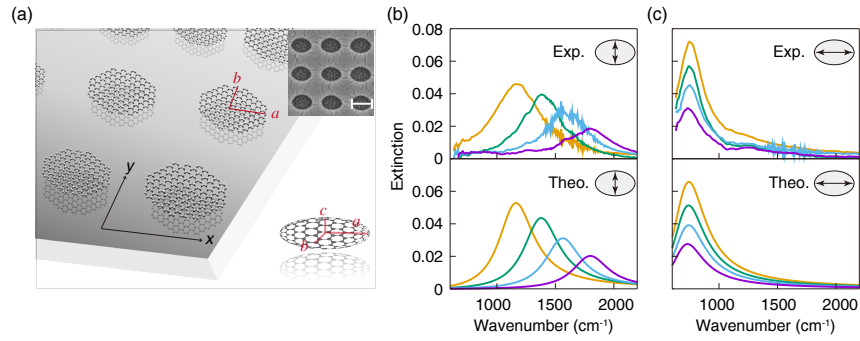 (a)
b
a
y
x
c
a
b
(b)
Extinction
0.08
0.06
0.04
0.02
0
Exp.
0.06
0.04
0.02
0
Theo.
1000
1500
2000
Wavenumber (cm⁻¹)
(c)
Exp.
Theo.
1000
1500
2000
Wavenumber (cm⁻¹)